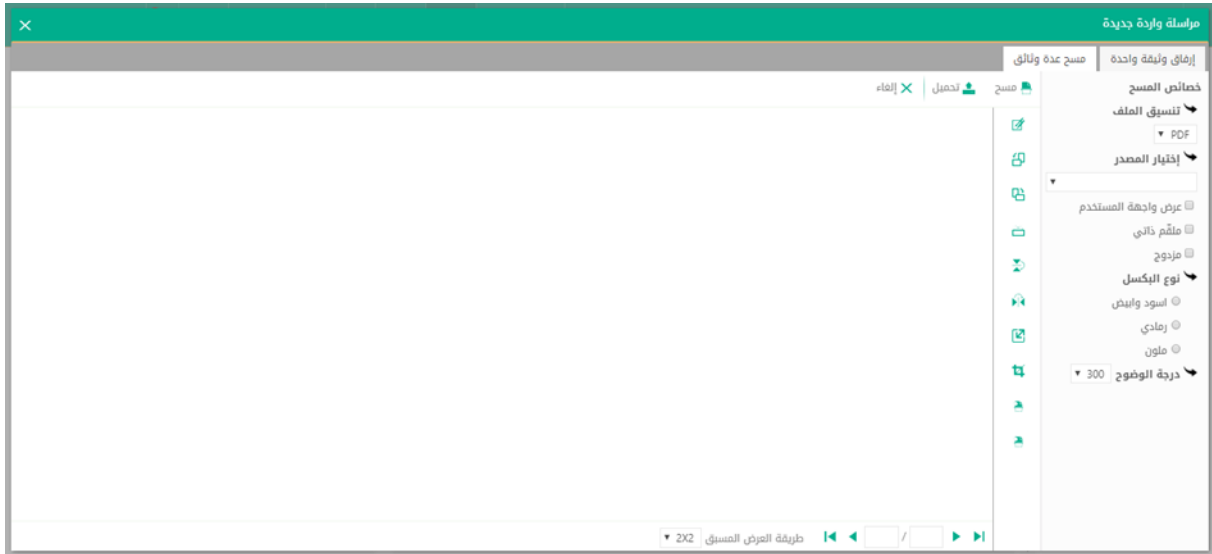 مراسلة واردة جديدة
إرفاق وثيقة واحدة
مسح عدة وثائق
خصائص المسح
تنسيق الملف
PDF
إختيار المصدر
عرض واجهة المستخدم
ملقّم ذاتي
مزدوج
نوع البكسل
اسود وابيض
رمادي
ملون
درجة الوضوح 300
مسح تحميل إلغاء
/ طريقة العرض المسبق 2X2